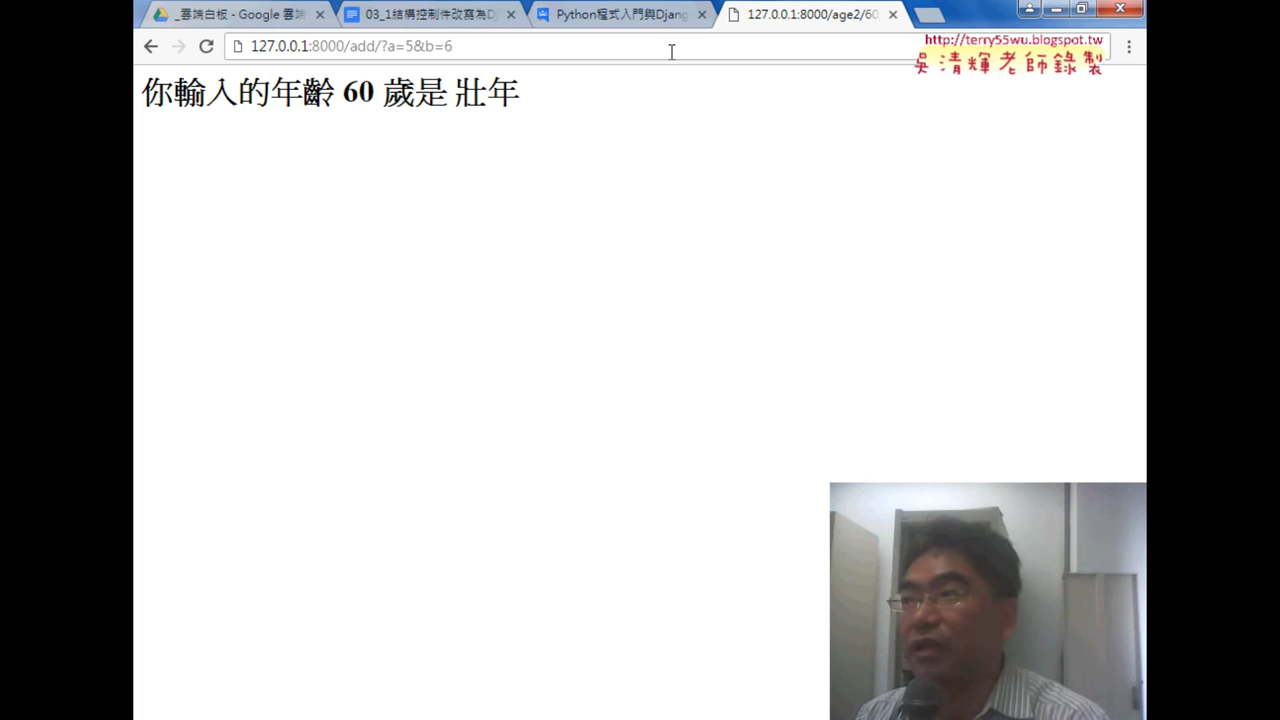 _雲端白板 - Google 雲端
03_1結構控制件改寫為Dj
Python程式入門與Djang
127.0.0.1:8000/age2/60
127.0.0.1:8000/add/?a=5&b=6
http://terry55wu.blogspot.tw
吳清輝老師錄製
你輸入的年齡 60 歲是 壯年